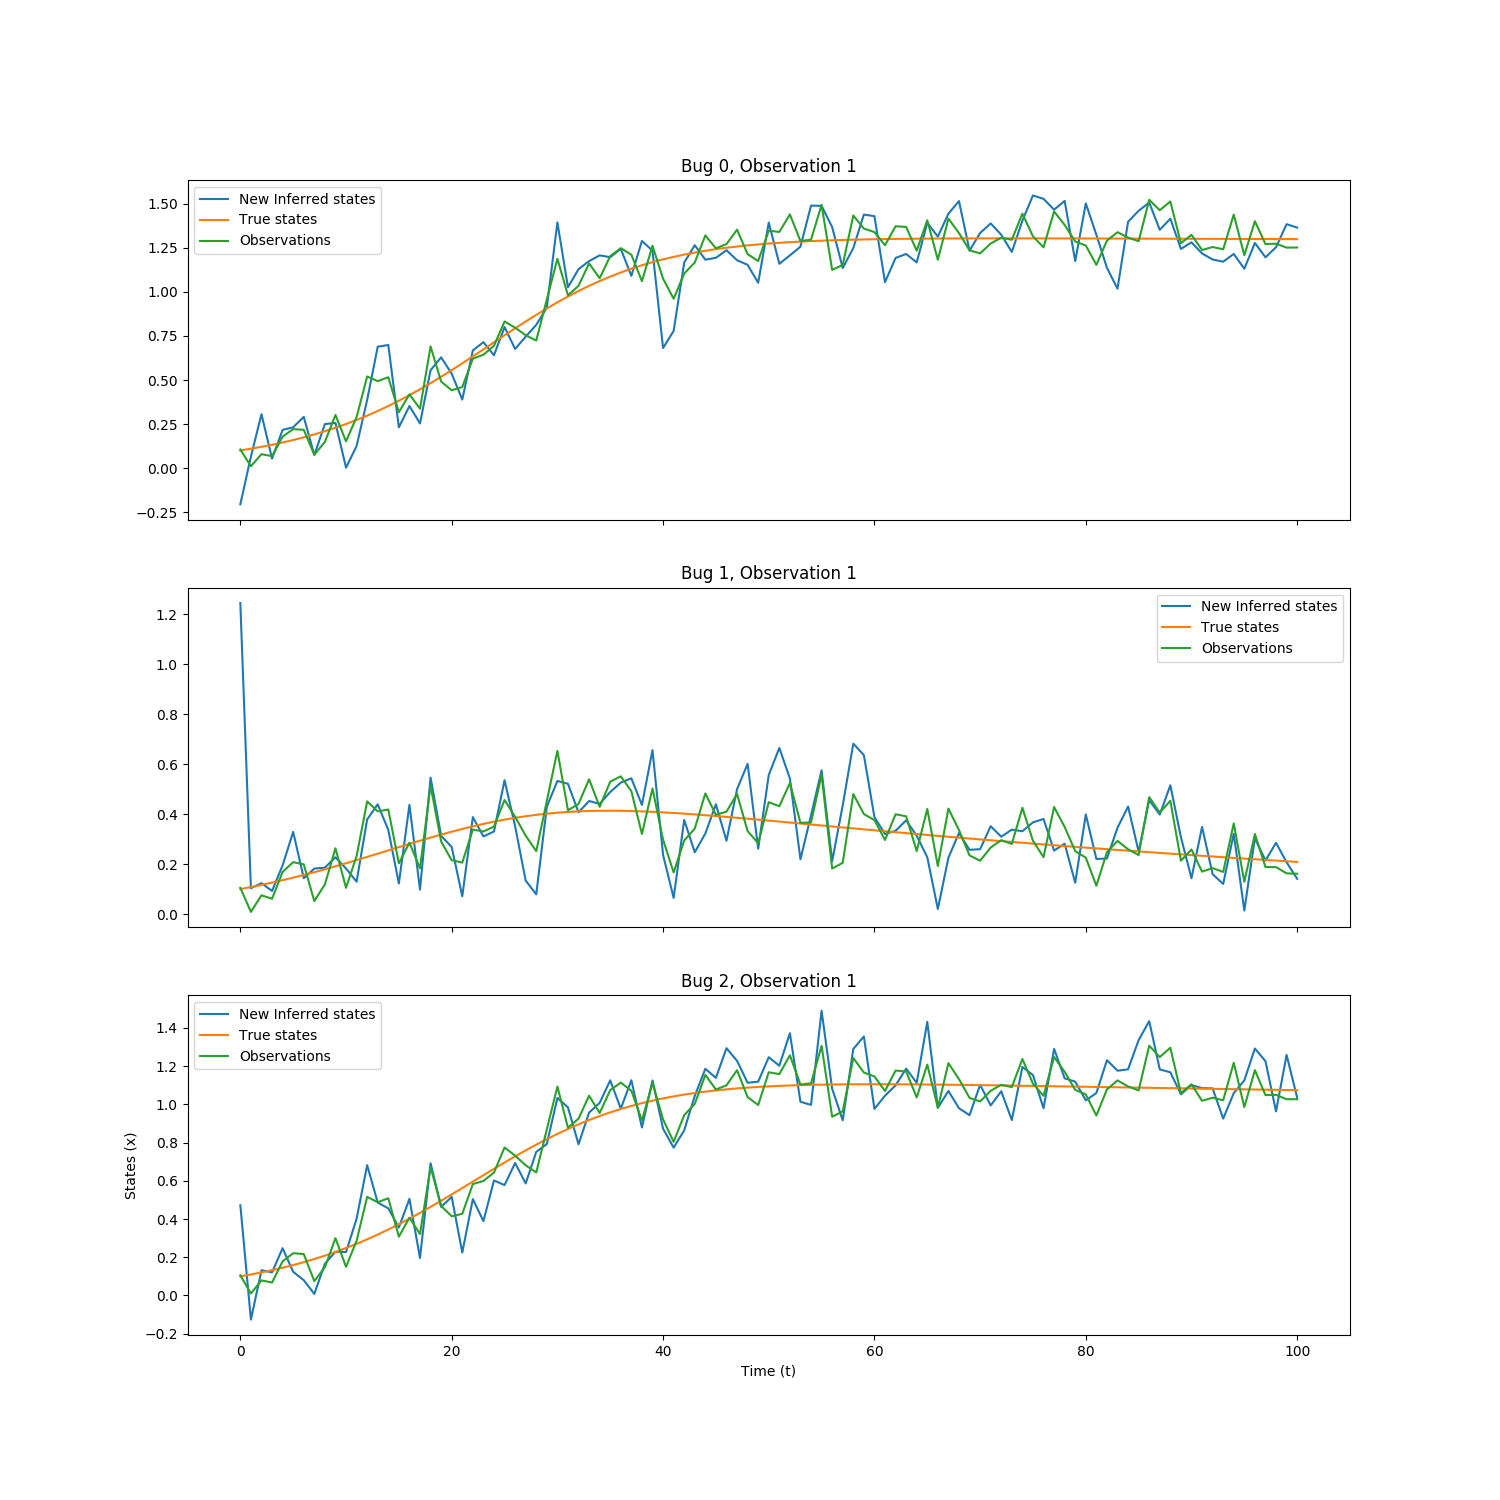 Bug 0, Observation 1
New Inferred states
True states
Observations
1.50
1.25
1.00
0.75
0.50
0.25
0.00
−0.25
Bug 1, Observation 1
New Inferred states
True states
Observations
1.2
1.0
0.8
0.6
0.4
0.2
0.0
Bug 2, Observation 1
New Inferred states
True states
Observations
1.4
1.2
1.0
0.8
0.6
0.4
0.2
0.0
−0.2
States (x)
0 20 40 60 80 100
Time (t)